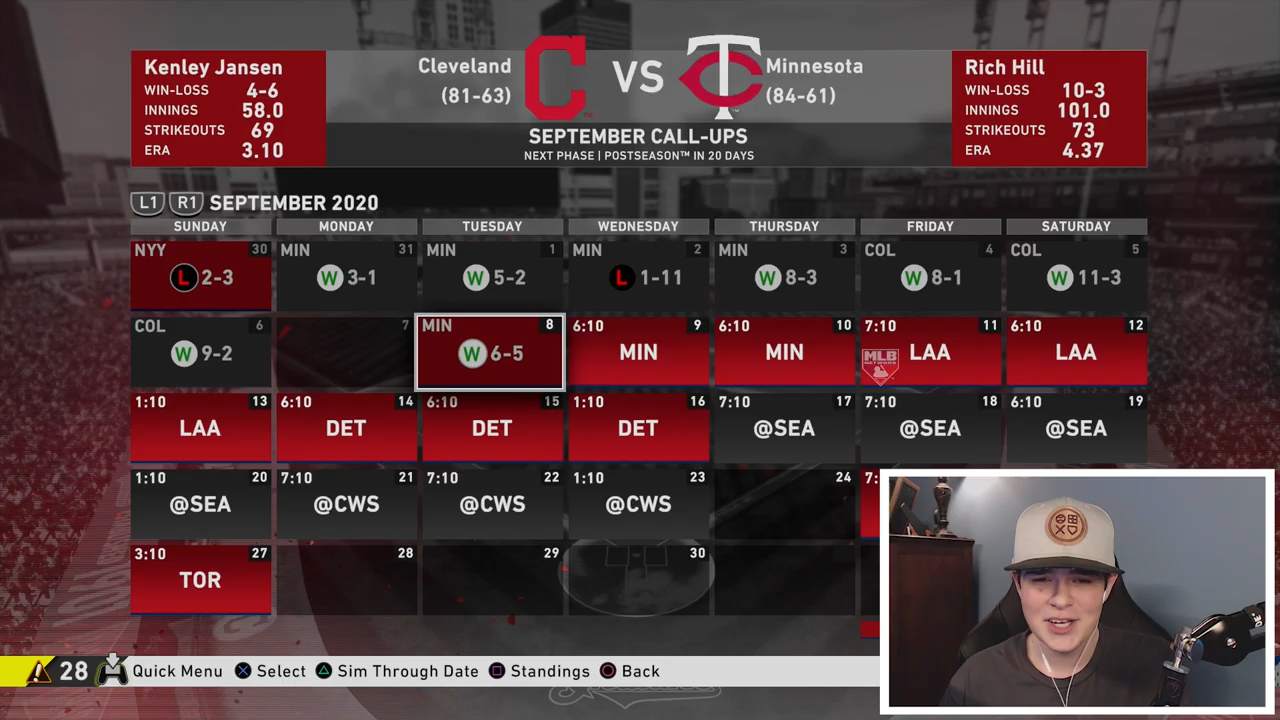 Kenley Jansen
WIN-LOSS 4-6
INNINGS 58.0
STRIKEOUTS 69
ERA 3.10
Cleveland
(81-63)
C VS TC
Minnesota
(84-61)
SEPTEMBER CALL-UPS
NEXT PHASE | POSTSEASON™ IN 20 DAYS
Rich Hill
WIN-LOSS 10-3
INNINGS 101.0
STRIKEOUTS 73
ERA 4.37
L1 R1 SEPTEMBER 2020
SUNDAY MONDAY TUESDAY WEDNESDAY THURSDAY FRIDAY SATURDAY
NYY 30 MIN 31 MIN 1 MIN 2 MIN 3 COL 4 COL 5
L 2-3 W 3-1 W 5-2 L 1-11 W 8-3 W 8-1 W 11-3
COL 6 7 MIN 8 6:10 9 6:10 10 7:10 11 6:10 12
W 9-2 W 6-5 MIN MIN MLB NETWORK LAA LAA
1:10 13 6:10 14 6:10 15 1:10 16 7:10 17 7:10 18 6:10 19
LAA DET DET DET @SEA @SEA @SEA
1:10 20 7:10 21 7:10 22 1:10 23 24 7:
@SEA @CWS @CWS @CWS
3:10 27 28 29 30
TOR
28 Quick Menu Select Sim Through Date Standings Back